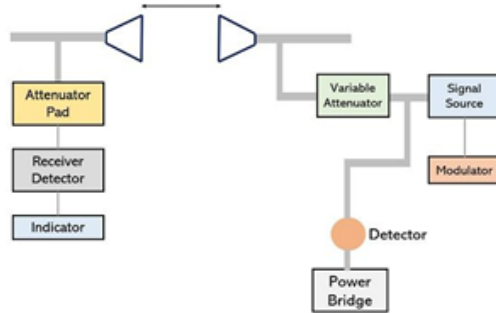 Attenuator
Pad
Receiver
Detector
Indicator
Variable
Attenuator
Signal
Source
Modulator
Detector
Power
Bridge